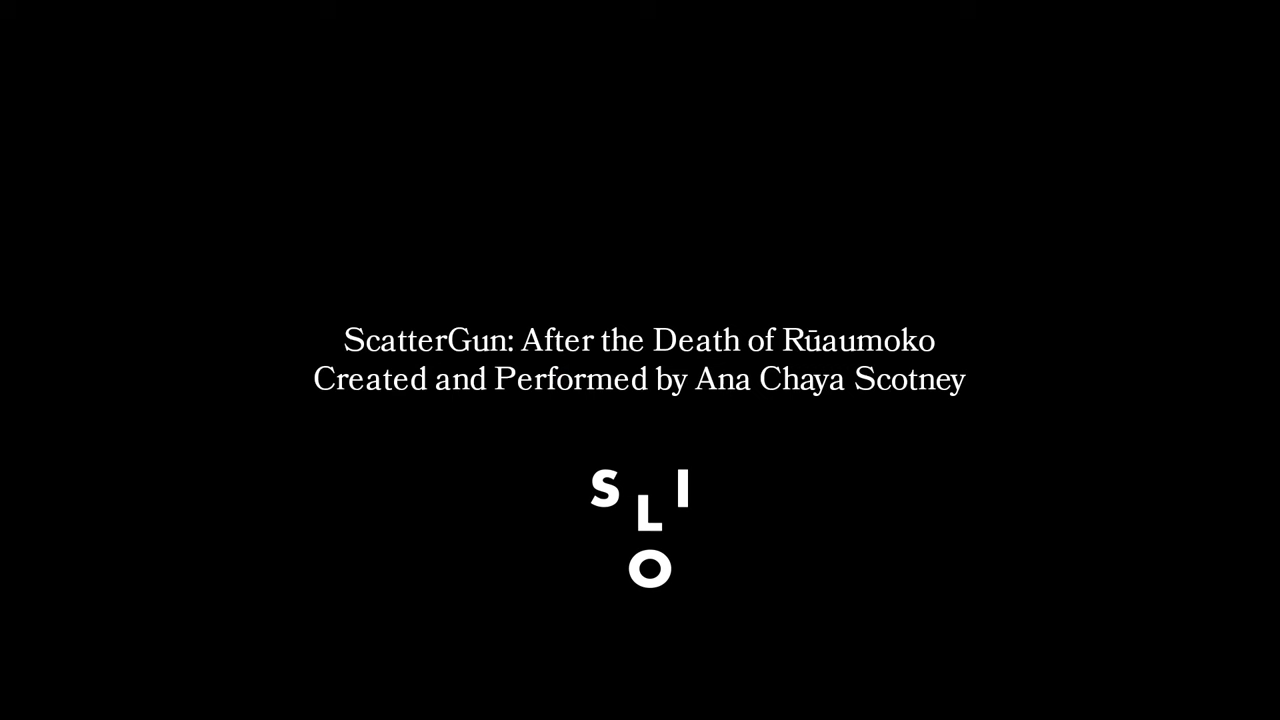 ScatterGun: After the Death of Rūaumoko
Created and Performed by Ana Chaya Scotney
S L I
O